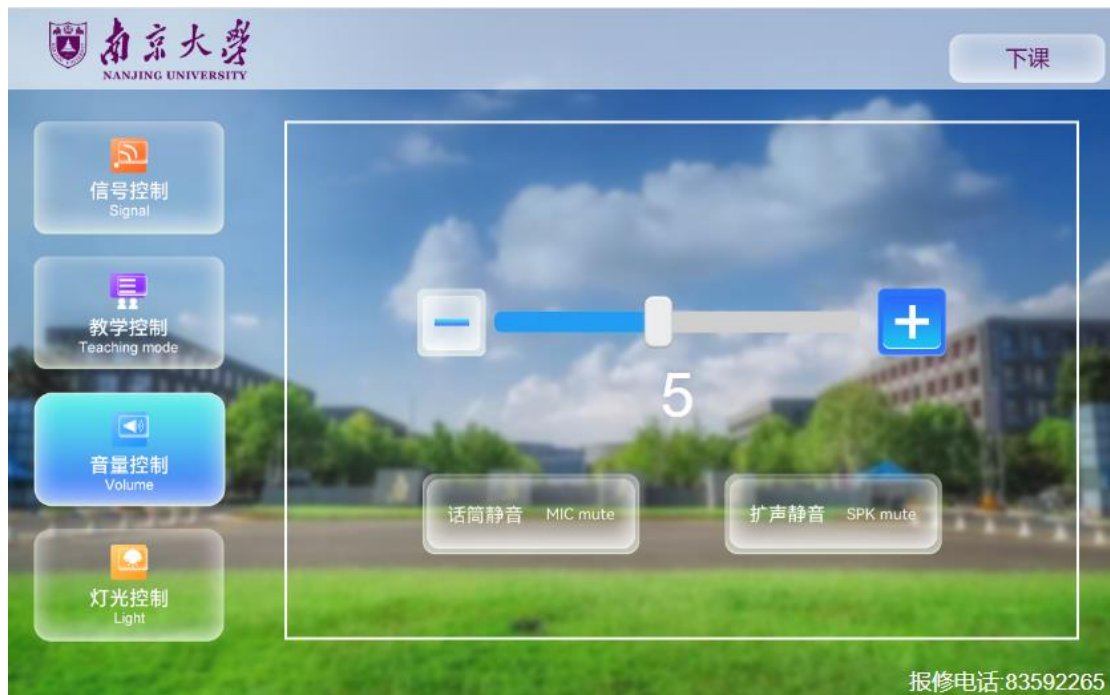 南京大学
NANJING UNIVERSITY
下课
信号控制
Signal
教学控制
Teaching mode
音量控制
Volume
灯光控制
Light
5
话筒静音 MIC mute
扩声静音 SPK mute
报修电话:83592265